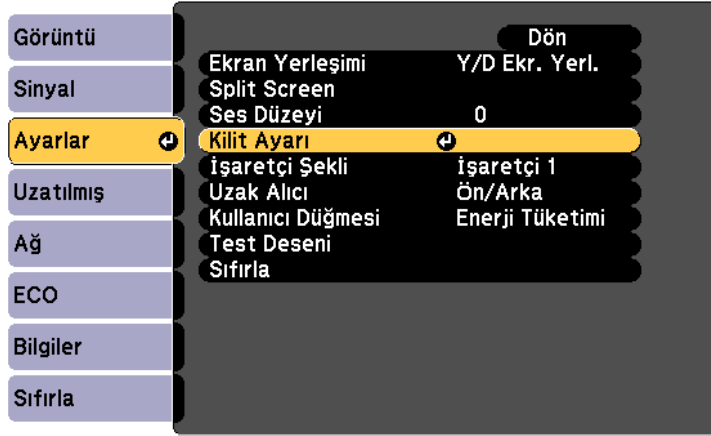 Görüntü
Sinyal
Ayarlar
Uzatılmış
Ağ
ECO
Bilgiler
Sıfırla
Dön
Ekran Yerleşimi Y/D Ekr. Yerl.
Split Screen
Ses Düzeyi 0
Kilit Ayarı
İşaretçi Şekli İşaretçi 1
Uzak Alıcı Ön/Arka
Kullanıcı Düğmesi Enerji Tüketimi
Test Deseni
Sıfırla